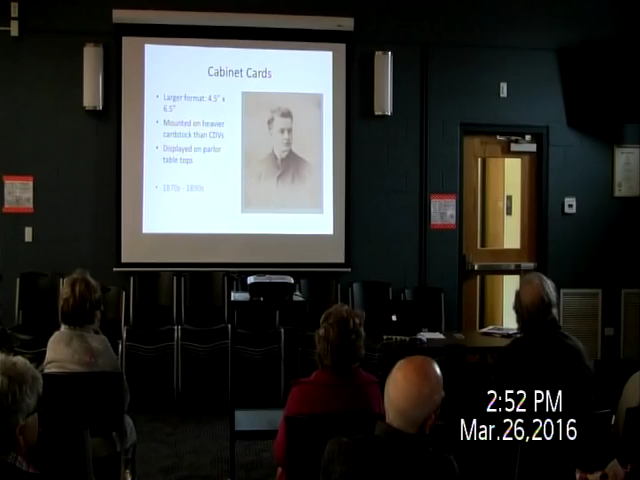 Cabinet Cards
• Larger format: 4.5" x
6.5"
• Mounted on heavier
cardstock than CDVs
• Displayed on parlor
table tops
• 1870s - 1890s
2:52 PM
Mar.26,2016